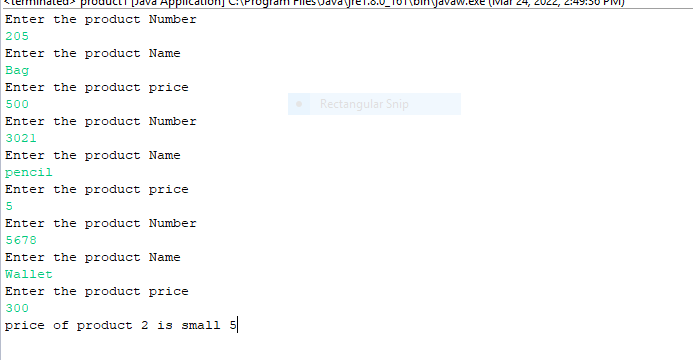 <terminated> product1 [Java Application] C:\Program Files\Java\jre1.8.0_161\bin\javaw.exe (Mar 24, 2022, 2:49:36 PM)
Enter the product Number
205
Enter the product Name
Bag
Enter the product price
500
Rectangular Snip
Enter the product Number
3021
Enter the product Name
pencil
Enter the product price
5
Enter the product Number
5678
Enter the product Name
Wallet
Enter the product price
300
price of product 2 is small 5